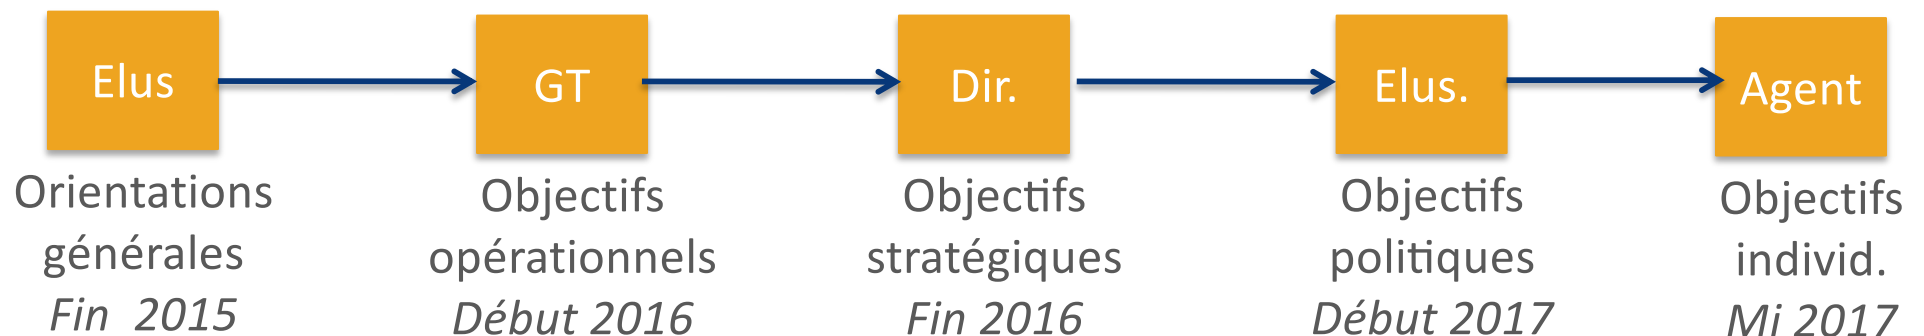 Elus
GT
Dir.
Elus.
Agent
Orientations
générales
Fin 2015
Objectifs
opérationnels
Début 2016
Objectifs
stratégiques
Fin 2016
Objectifs
politiques
Début 2017
Objectifs
individ.
Mi 2017